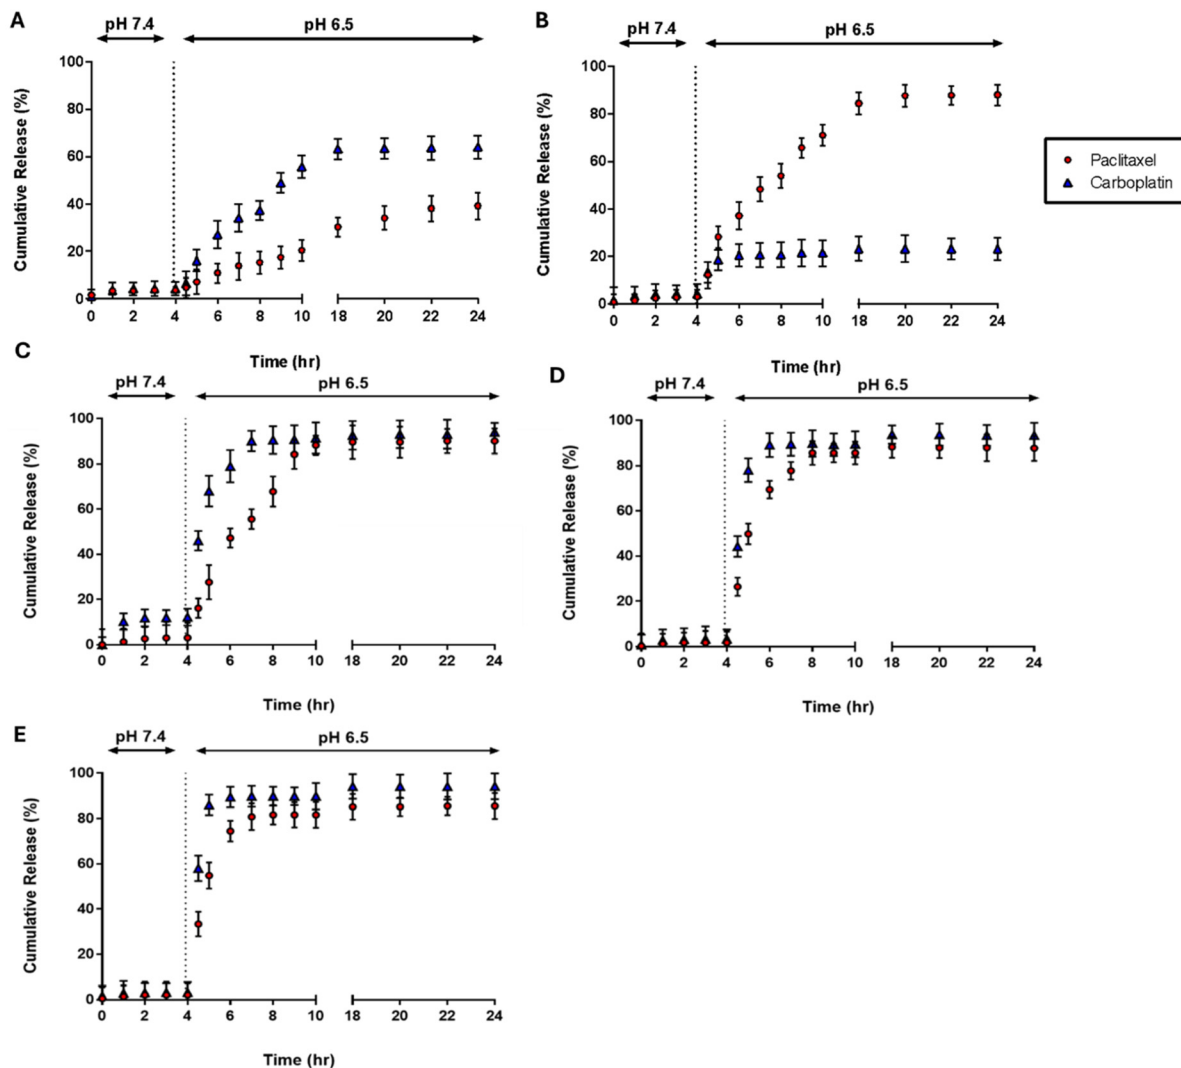 A
pH 7.4
pH 6.5
Cumulative Release (%)
100
80
60
40
20
0
0 2 4 6 8 10 18 20 22 24
Time (hr)
B
pH 7.4
pH 6.5
Cumulative Release (%)
100
80
60
40
20
0
0 2 4 6 8 10 18 20 22 24
Time (hr)
Paclitaxel
Carboplatin
C
pH 7.4
pH 6.5
Cumulative Release (%)
100
80
60
40
20
0
0 2 4 6 8 10 18 20 22 24
Time (hr)
D
pH 7.4
pH 6.5
Cumulative Release (%)
100
80
60
40
20
0
0 2 4 6 8 10 18 20 22 24
Time (hr)
E
pH 7.4
pH 6.5
Cumulative Release (%)
100
80
60
40
20
0
0 2 4 6 8 10 18 20 22 24
Time (hr)